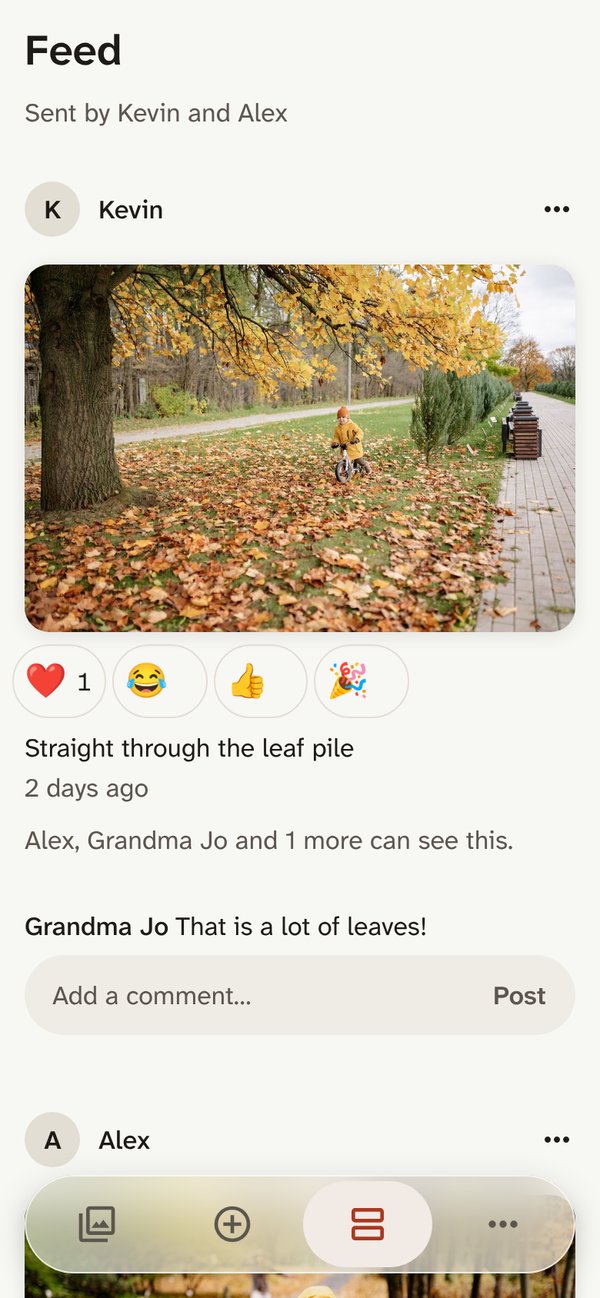 Feed
Sent by Kevin and Alex
K Kevin
❤️ 1 😂 👍 🎉
Straight through the leaf pile
2 days ago
Alex, Grandma Jo and 1 more can see this.
Grandma Jo That is a lot of leaves!
Add a comment... Post
A Alex